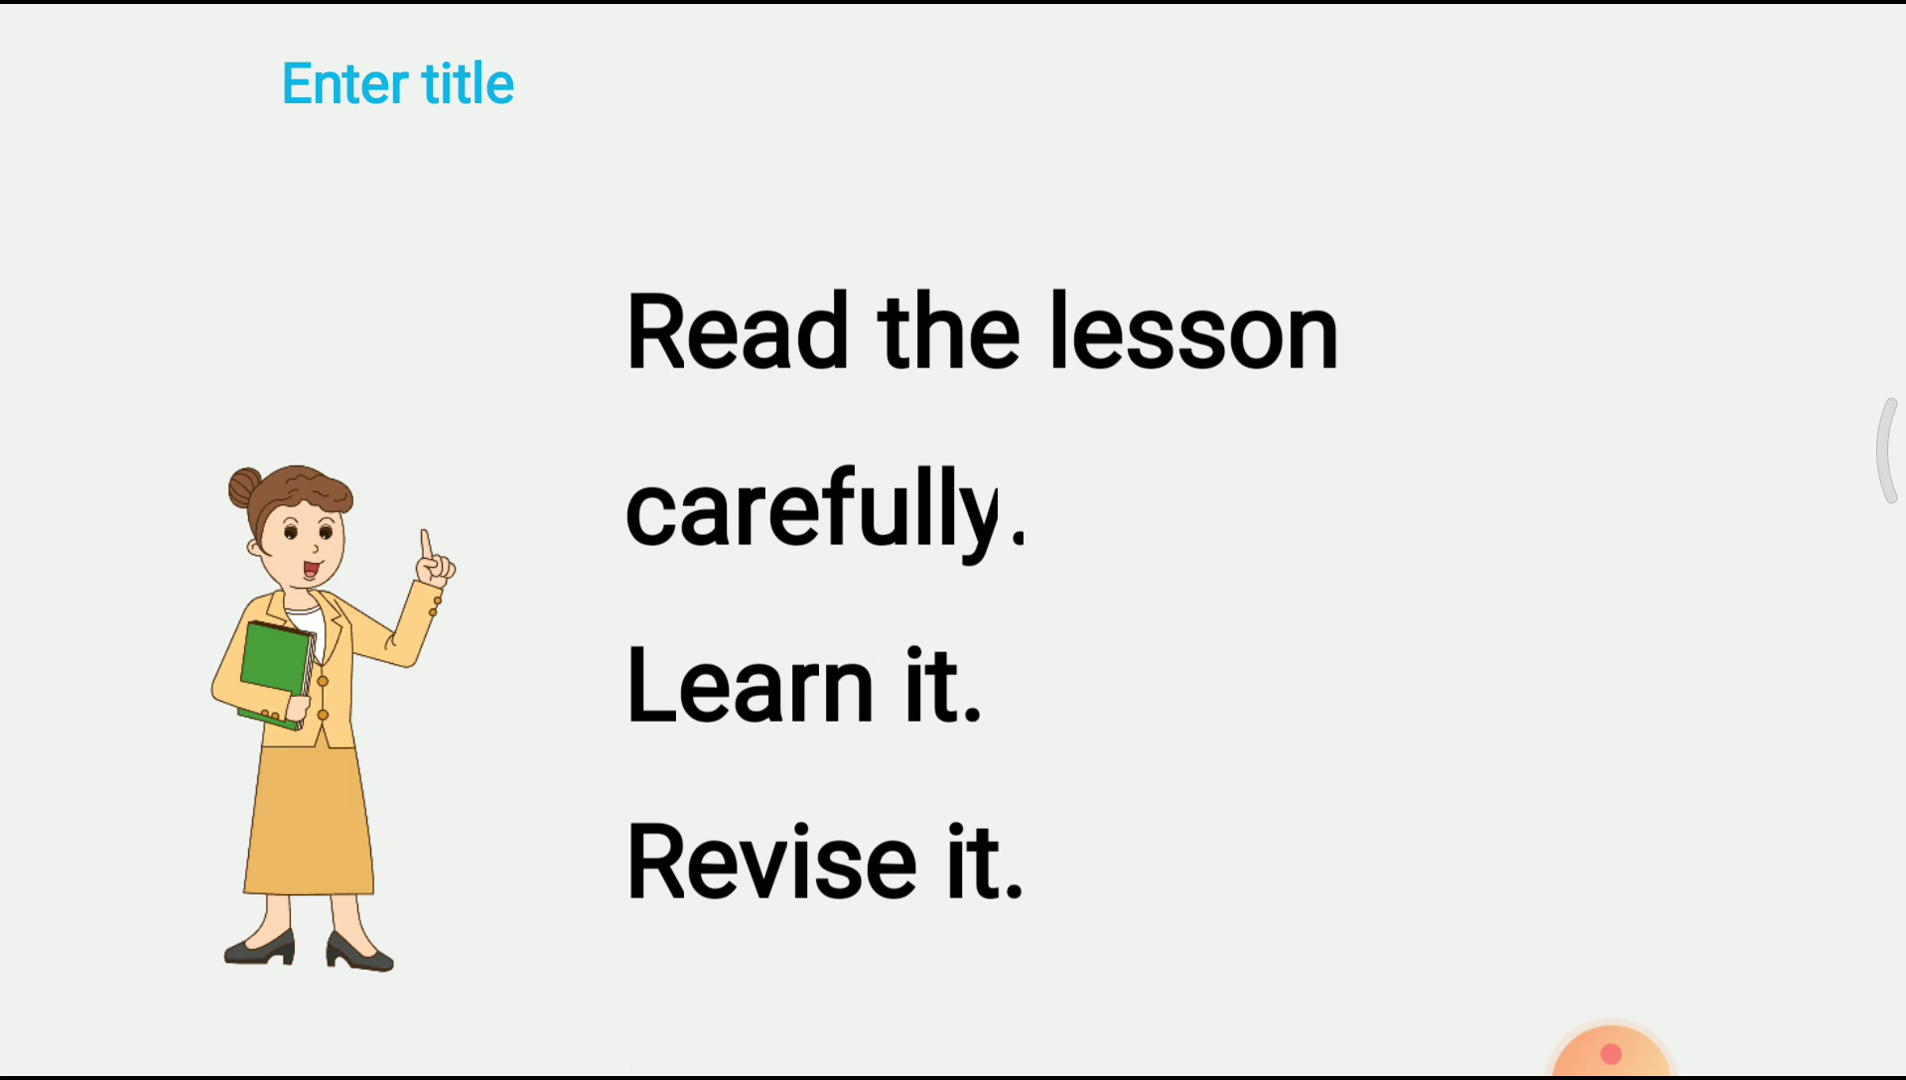 Enter title
Read the lesson
carefully.
Learn it.
Revise it.